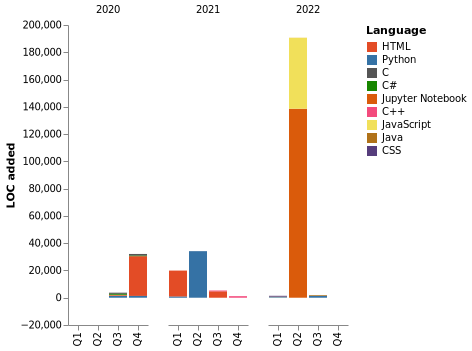 2020 2021 2022
200,000
180,000
160,000
140,000
120,000
100,000
80,000
60,000
40,000
20,000
0
−20,000
LOC added
Q1 Q2 Q3 Q4 Q1 Q2 Q3 Q4 Q1 Q2 Q3 Q4
Language
HTML
Python
C
C#
Jupyter Notebook
C++
JavaScript
Java
CSS